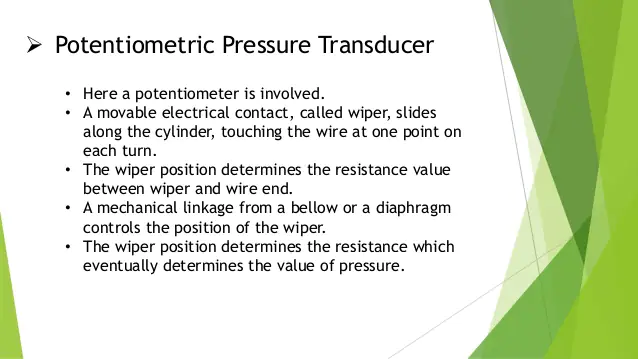 ➢ Potentiometric Pressure Transducer
• Here a potentiometer is involved.
• A movable electrical contact, called wiper, slides
along the cylinder, touching the wire at one point on
each turn.
• The wiper position determines the resistance value
between wiper and wire end.
• A mechanical linkage from a bellow or a diaphragm
controls the position of the wiper.
• The wiper position determines the resistance which
eventually determines the value of pressure.